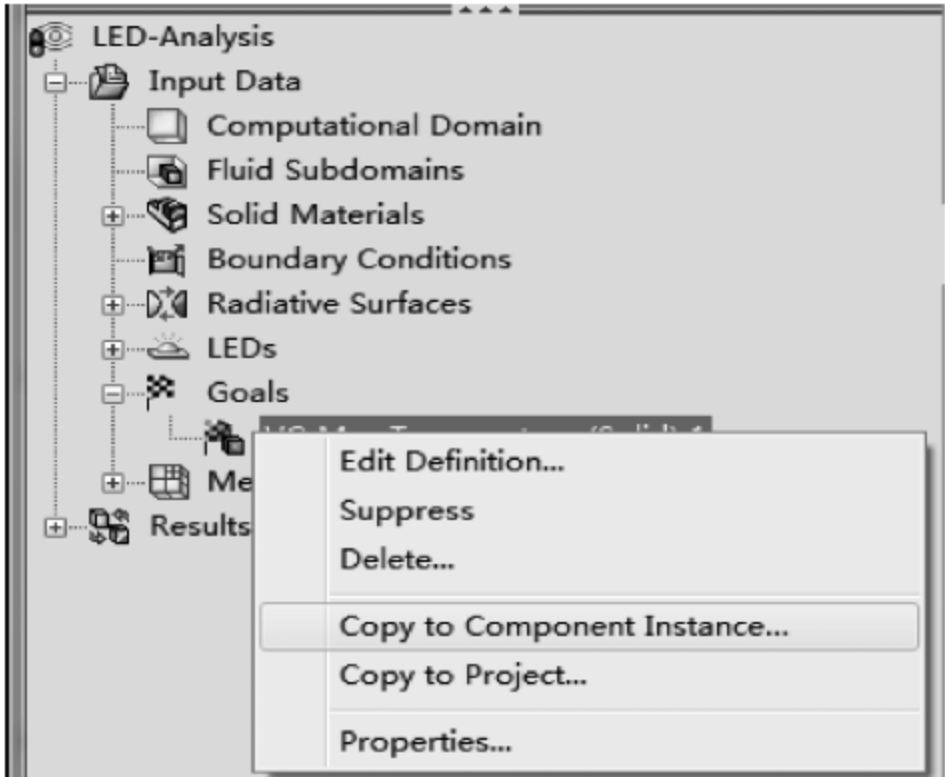 LED-Analysis
Input Data
Computational Domain
Fluid Subdomains
Solid Materials
Boundary Conditions
Radiative Surfaces
LEDs
Goals
Me
Results
Edit Definition...
Suppress
Delete...
Copy to Component Instance...
Copy to Project...
Properties...